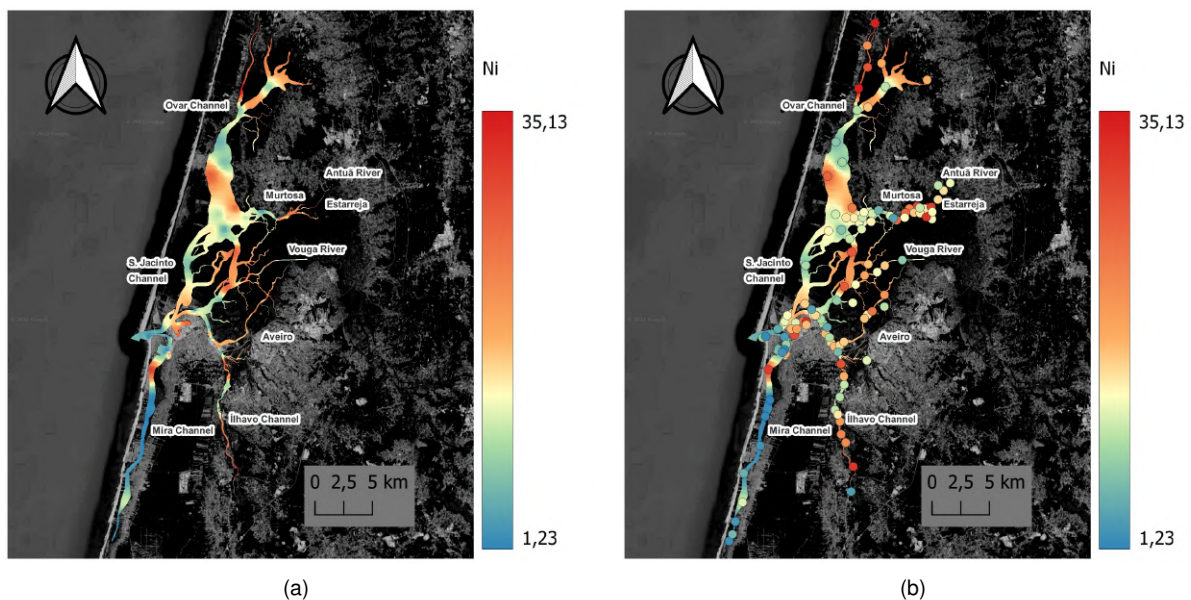 Ni
35,13
Ovar Channel
Antuã River
Murtosa
Estarreja
Vouga River
S. Jacinto
Channel
Aveiro
Ílhavo Channel
Mira Channel
0 2,5 5 km
1,23
(a)
Ni
35,13
Ovar Channel
Antuã River
Murtosa
Estarreja
Vouga River
S. Jacinto
Channel
Aveiro
Ílhavo Channel
Mira Channel
0 2,5 5 km
1,23
(b)